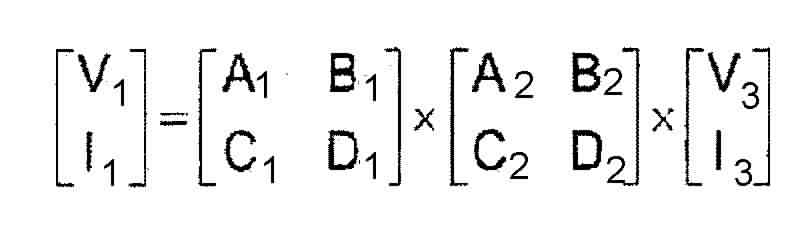 [V₁ = [A₁ B₁ × [A₂ B₂ × [V₃
I₁] C₁ D₁] C₂ D₂] I₃]